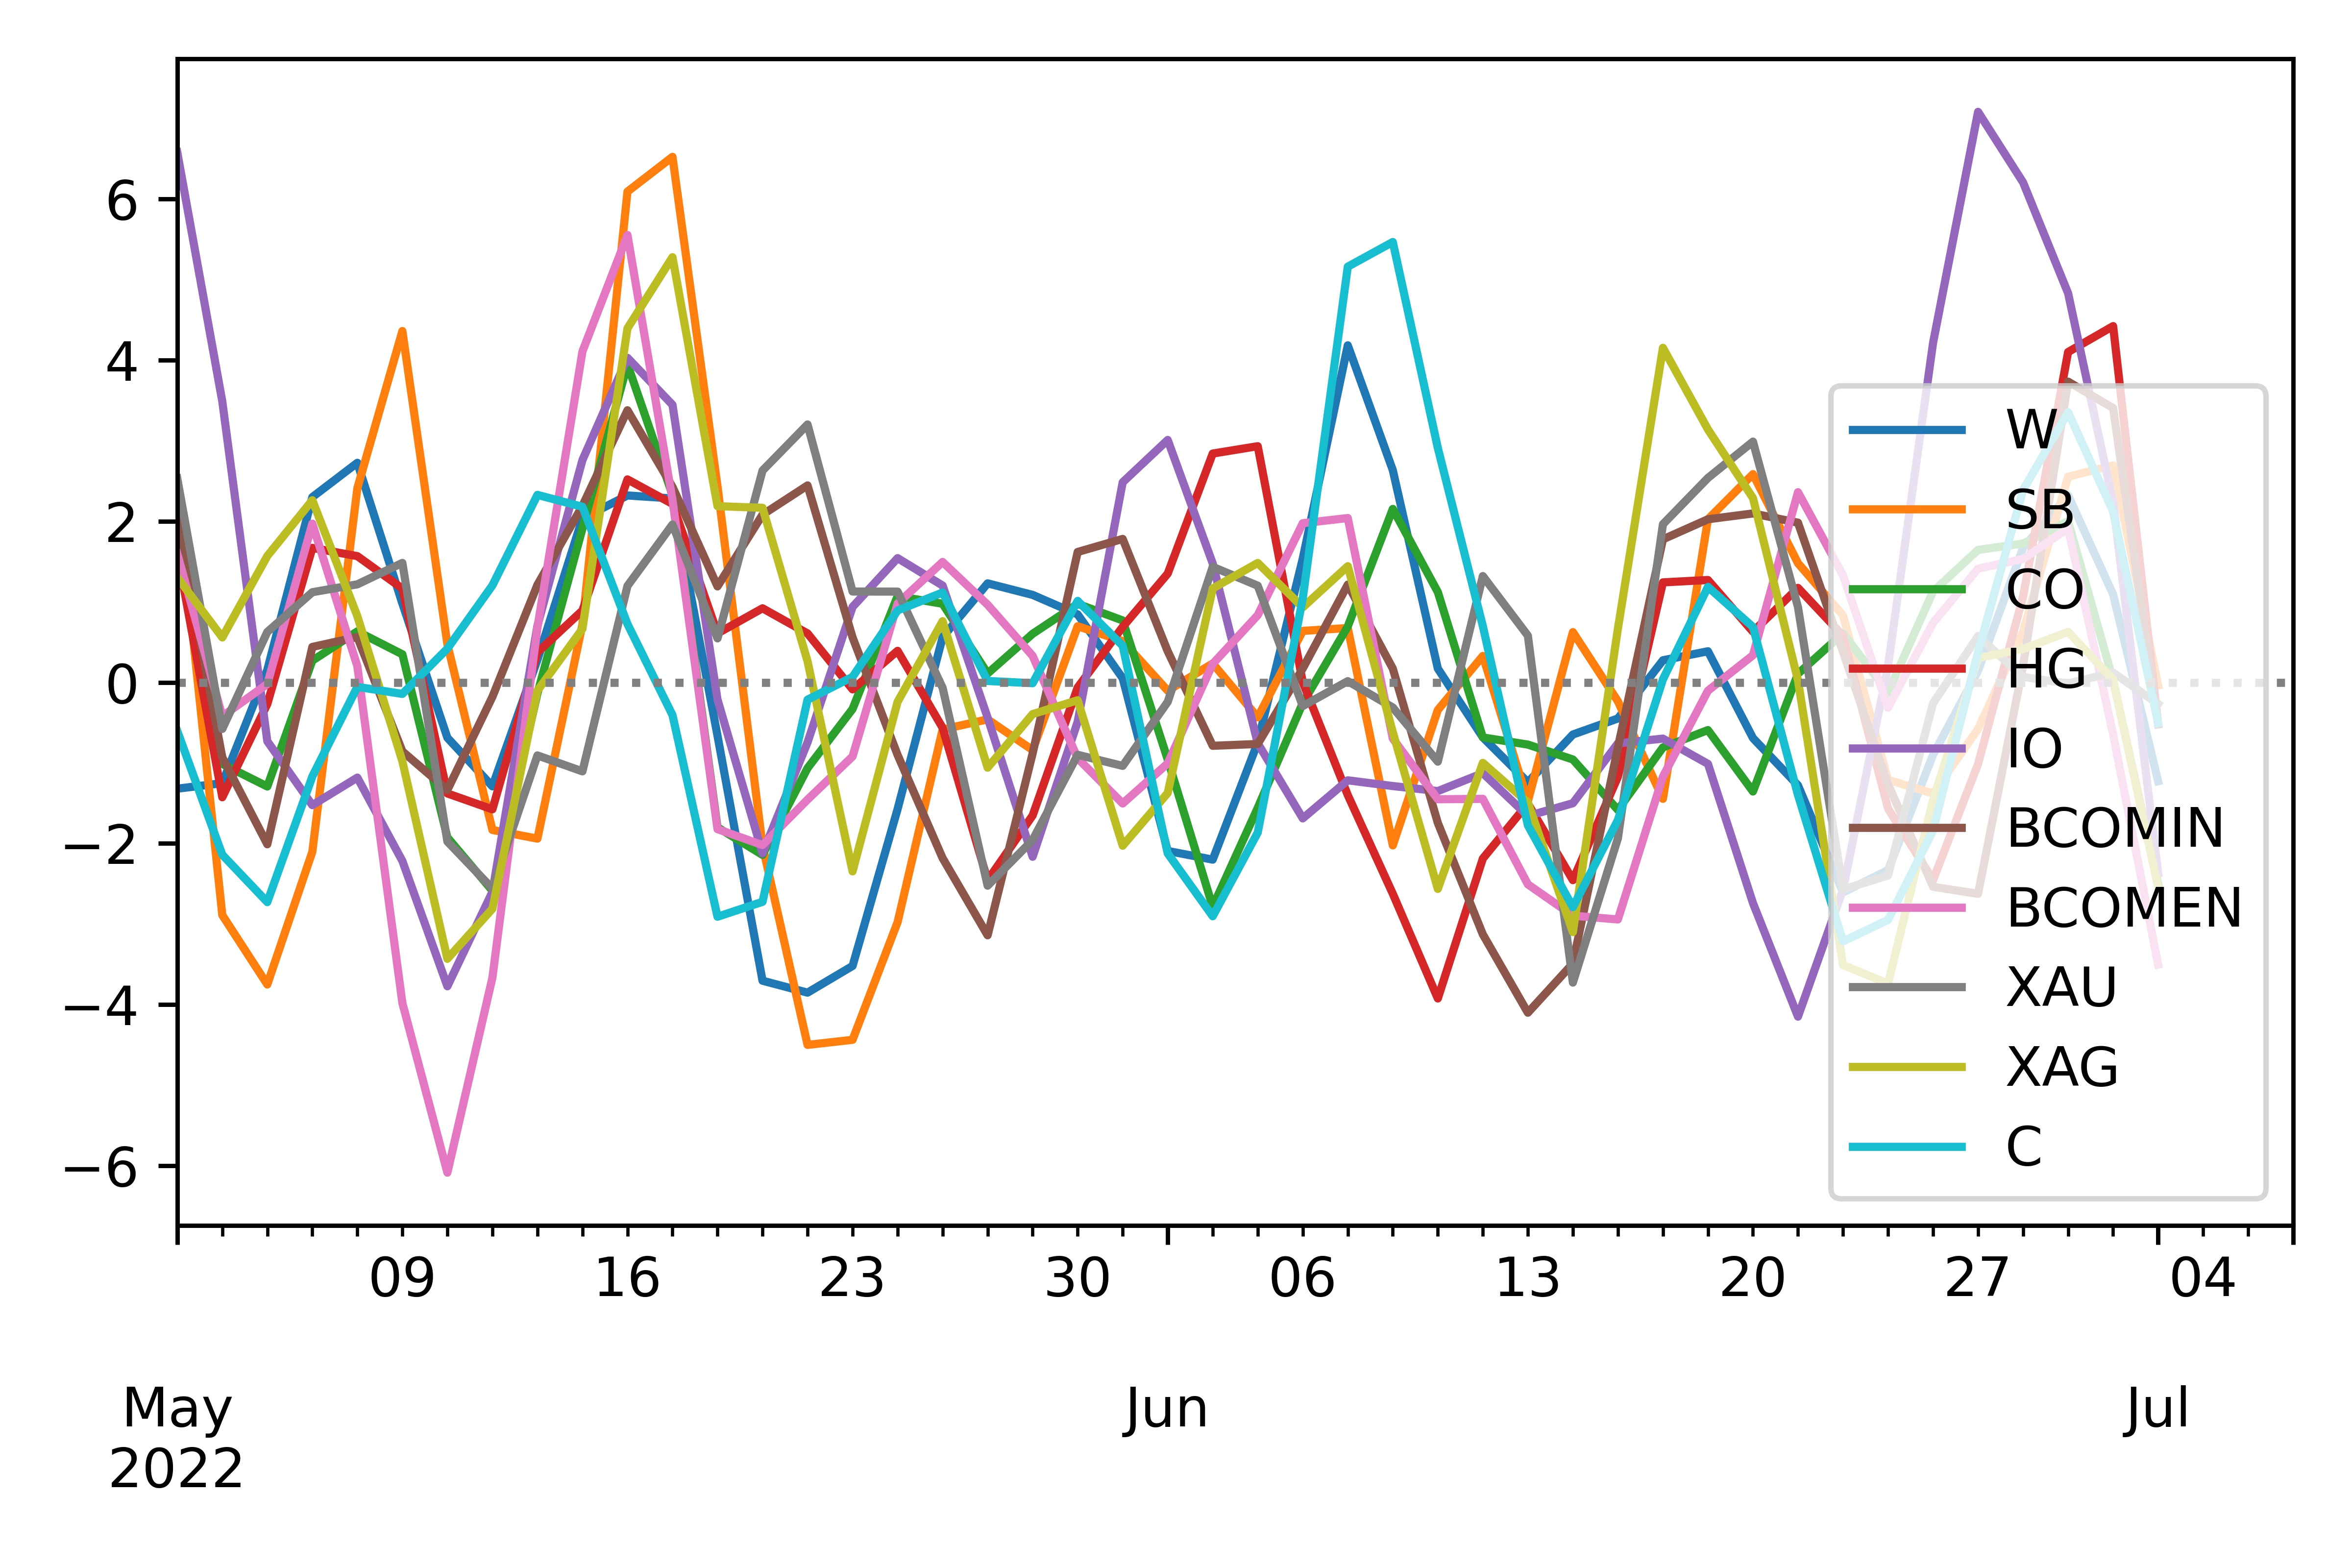 6
4
2
0
−2
−4
−6
W
SB
CO
HG
IO
BCOMIN
BCOMEN
XAU
XAG
C
09 16 23 30 06 13 20 27 04
May Jun Jul
2022